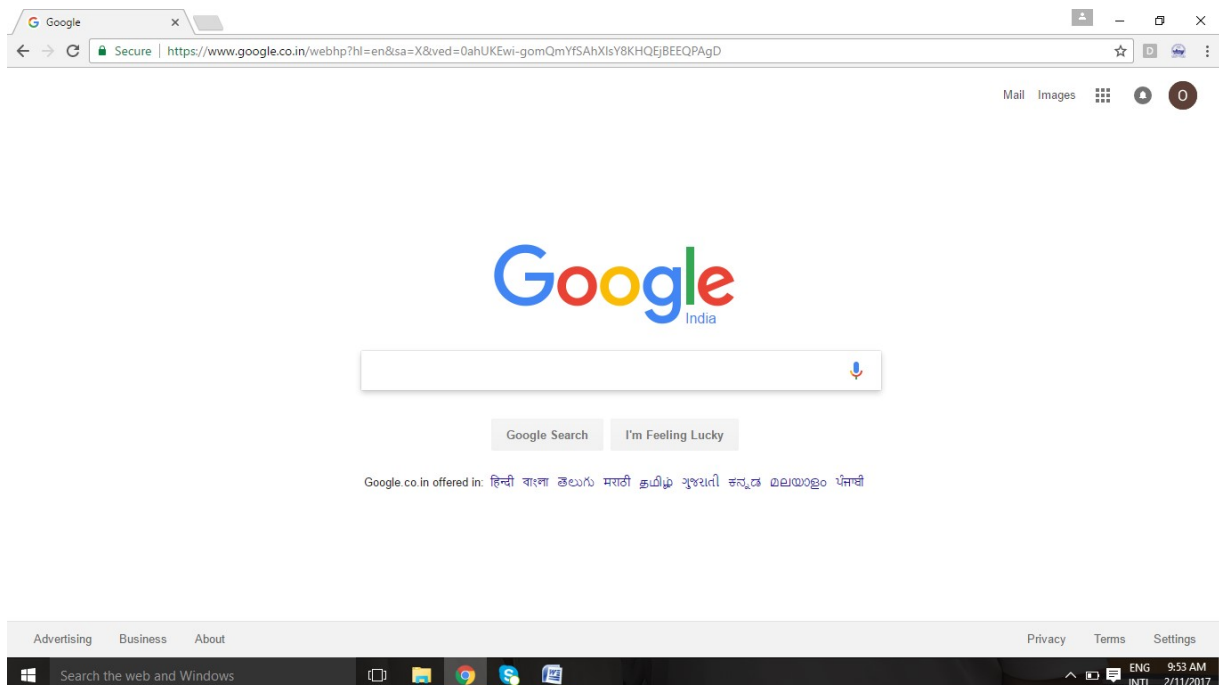 Google
Secure https://www.google.co.in/webhp?hl=en&sa=X&ved=0ahUKEwi-gomQmYfSAhXIsY8KHQEjBEEQPAgD
D
Mail Images O
Google
India
Google Search I'm Feeling Lucky
Google.co.in offered in: हिन्दी বাংলা తెలుగు मराठी தமிழ் ગુજરાતી ಕನ್ನಡ മലയാളം ਪੰਜਾਬੀ
Advertising Business About Privacy Terms Settings
Search the web and Windows ENG 9:53 AM
INTL 2/11/2017